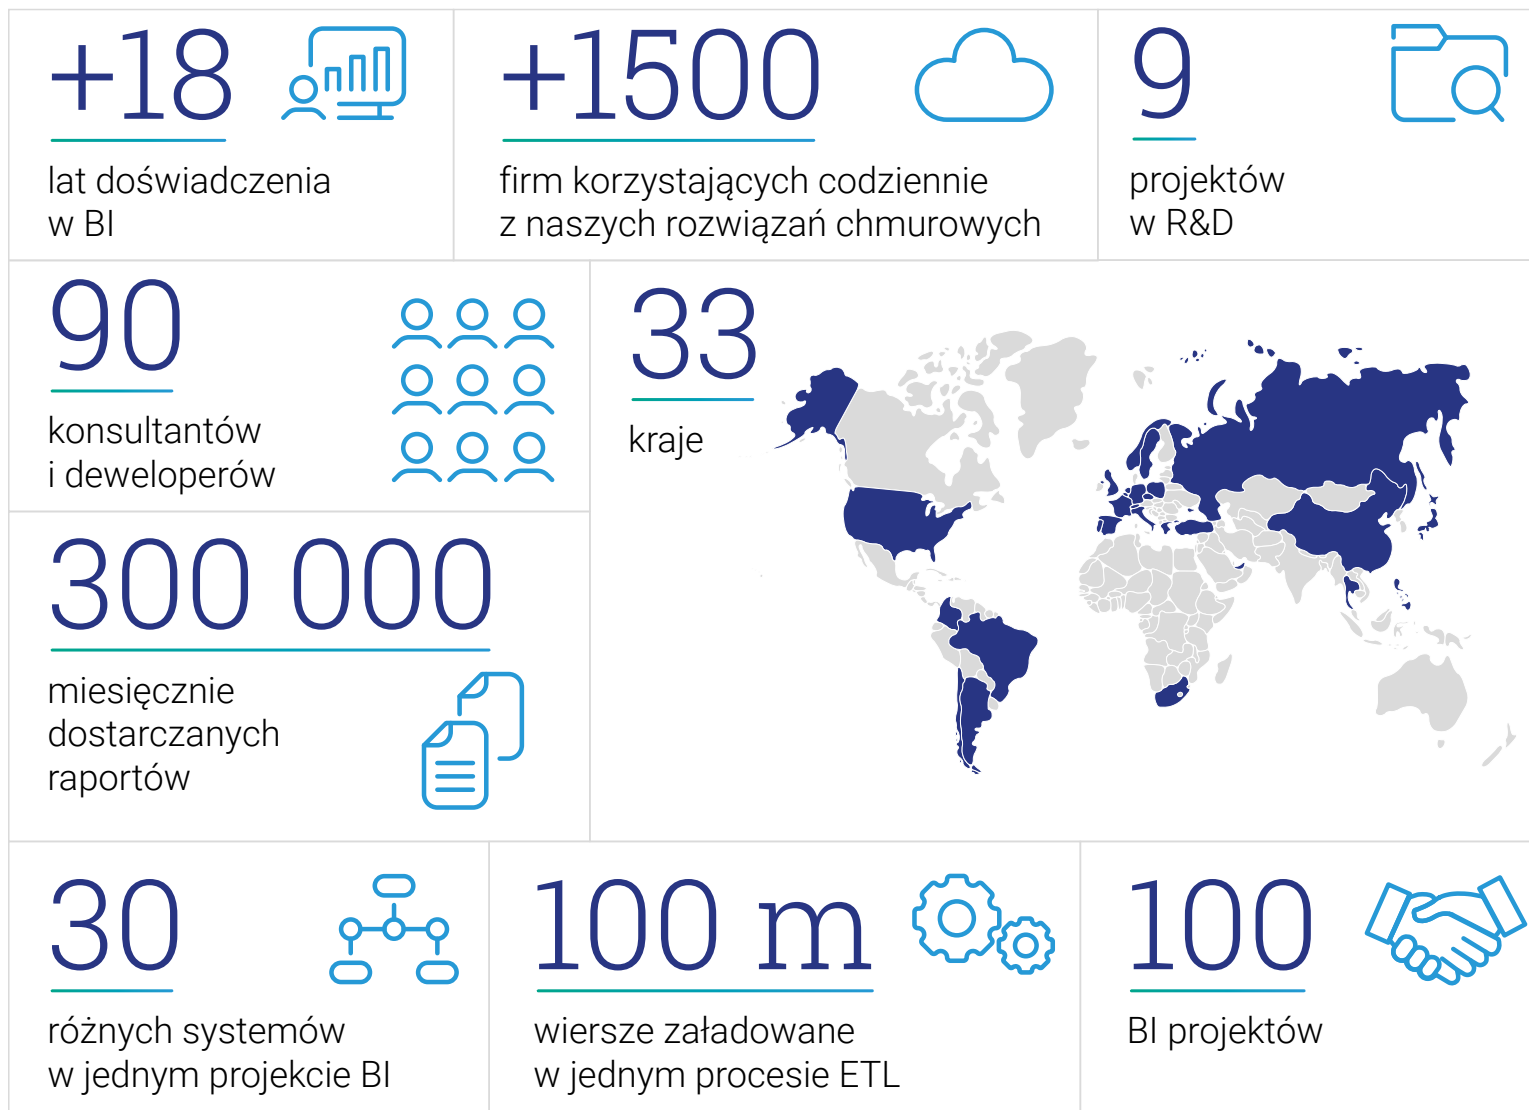 +18
lat doświadczenia
w BI
+1500
firm korzystających codziennie
z naszych rozwiązań chmurowych
9
projektów
w R&D
90
konsultantów
i deweloperów
33
kraje
300 000
miesięcznie
dostarczanych
raportów
30
różnych systemów
w jednym projekcie BI
100 m
wiersze załadowane
w jednym procesie ETL
100
BI projektów